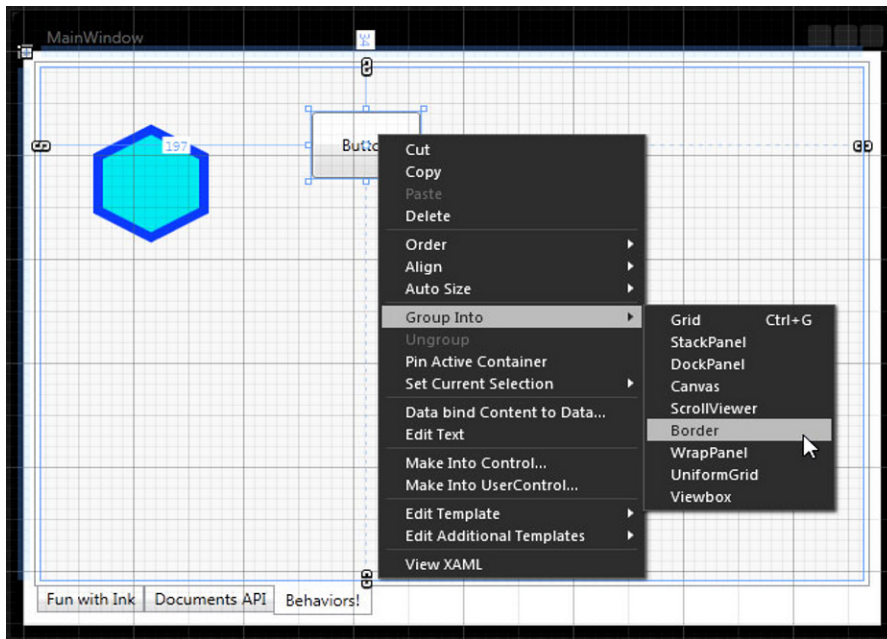 MainWindow
34
197
Butto
Cut
Copy
Paste
Delete
Order
Align
Auto Size
Group Into
Ungroup
Pin Active Container
Set Current Selection
Data bind Content to Data...
Edit Text
Make Into Control...
Make Into UserControl...
Edit Template
Edit Additional Templates
View XAML
Grid Ctrl+G
StackPanel
DockPanel
Canvas
ScrollViewer
Border
WrapPanel
UniformGrid
Viewbox
Fun with Ink Documents API Behaviors!